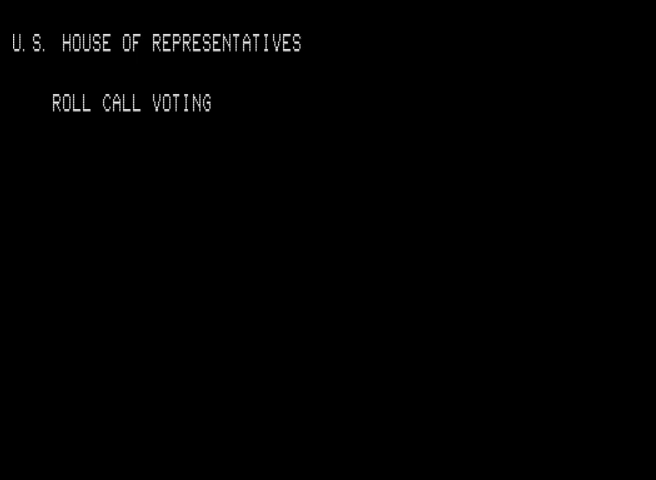 U.S. HOUSE OF REPRESENTATIVES
ROLL CALL VOTING